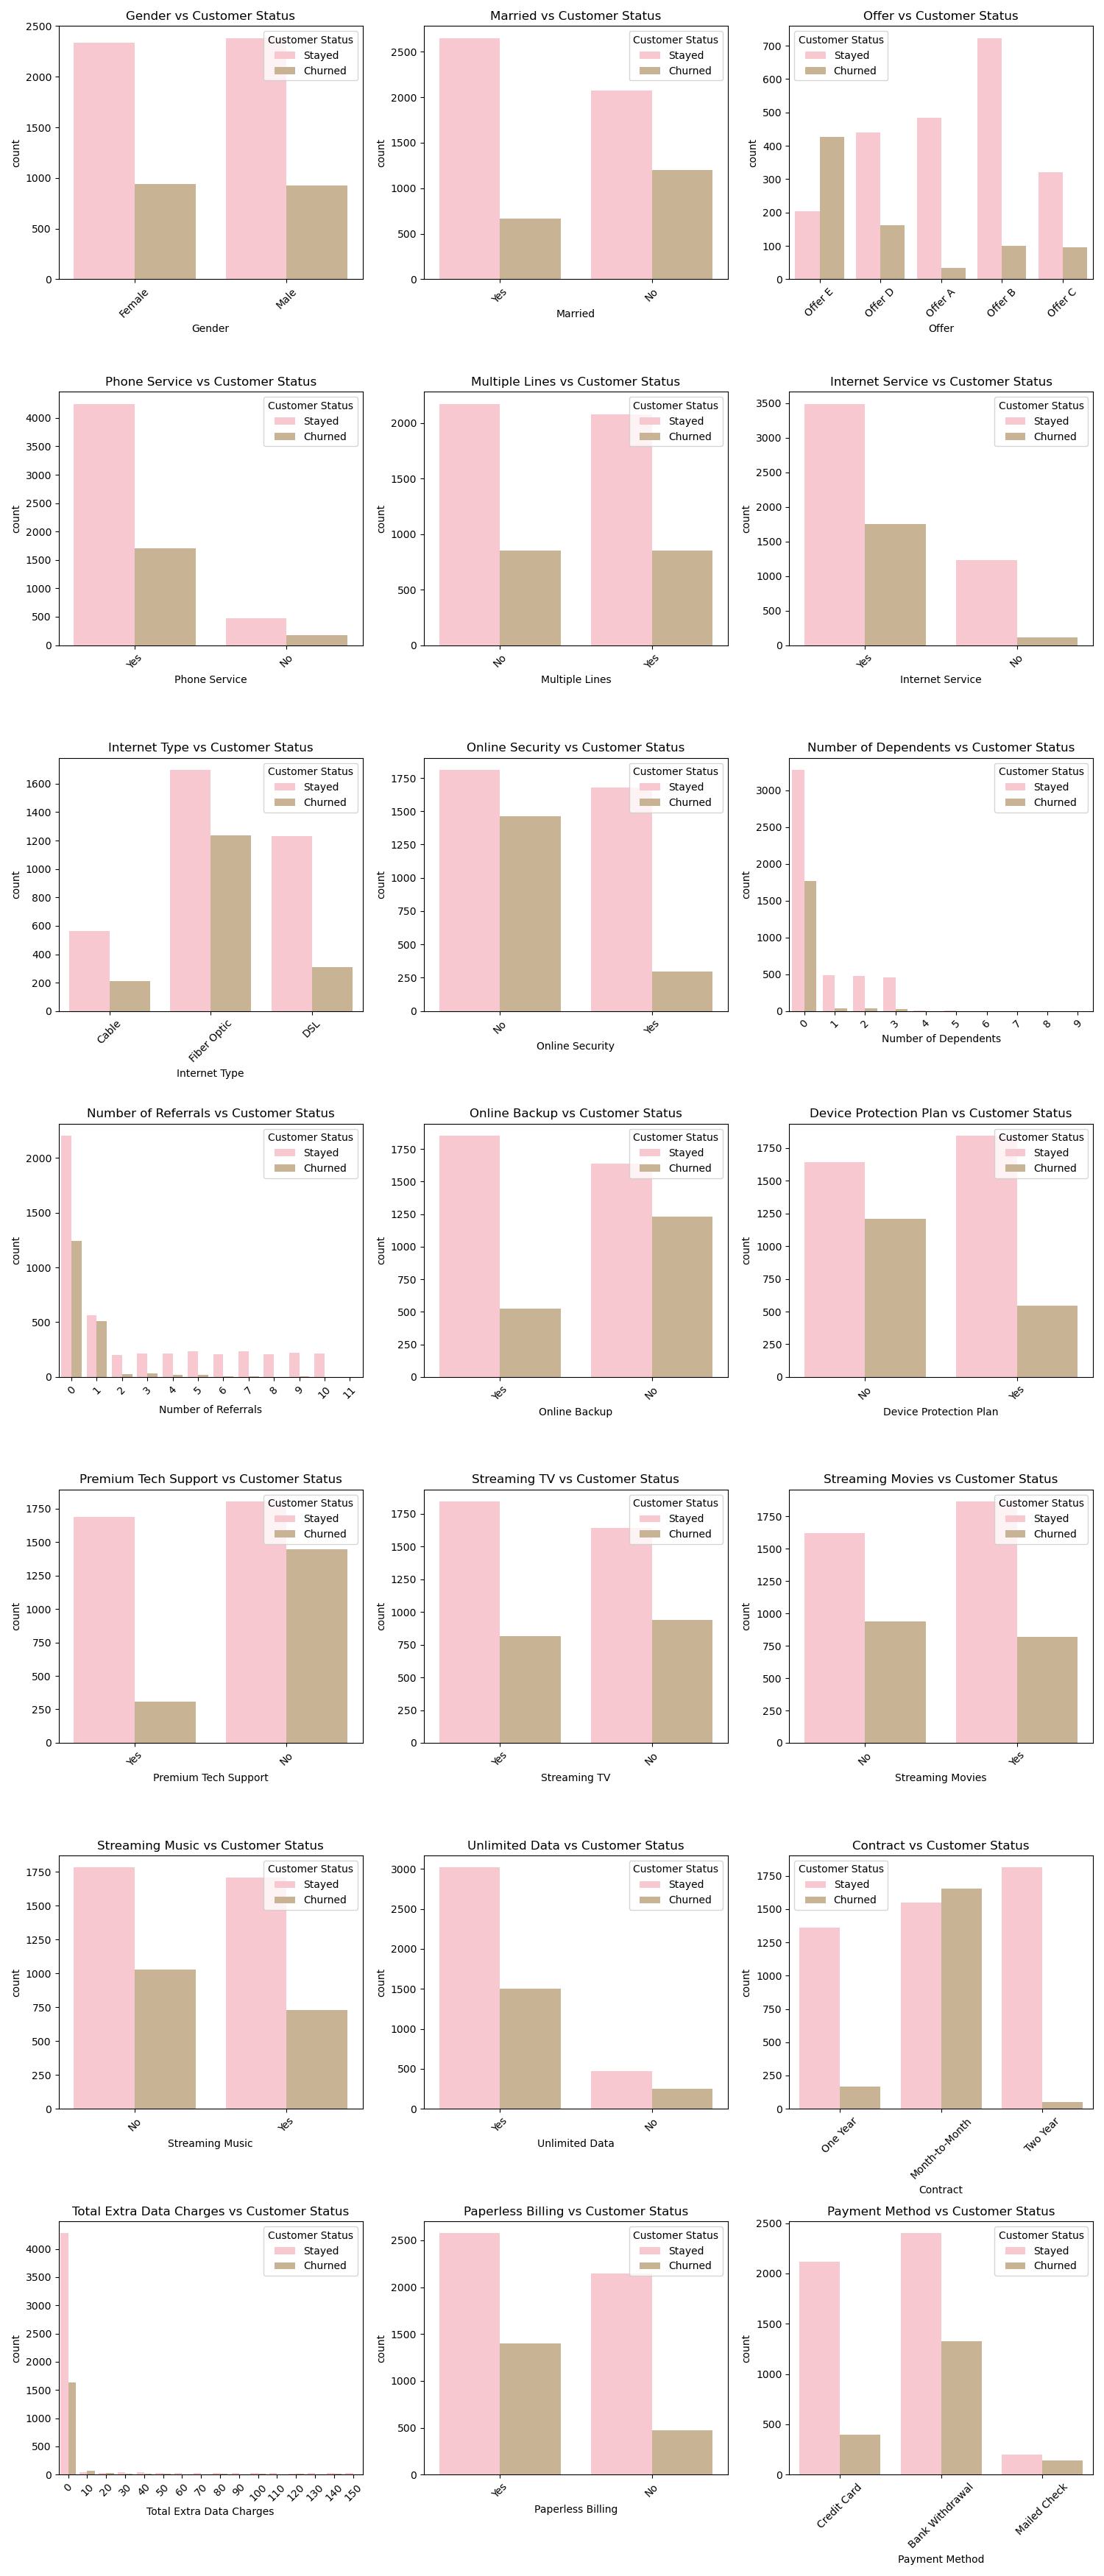 Gender vs Customer Status
2500
2000
1500
1000
500
0
count
Customer Status
Stayed
Churned
Female
Male
Gender
Married vs Customer Status
2500
2000
1500
1000
500
0
count
Customer Status
Stayed
Churned
Yes
No
Married
Offer vs Customer Status
700
600
500
400
300
200
100
0
count
Customer Status
Stayed
Churned
Offer E
Offer D
Offer A
Offer B
Offer C
Offer
Phone Service vs Customer Status
4000
3500
3000
2500
2000
1500
1000
500
0
count
Customer Status
Stayed
Churned
Yes
No
Phone Service
Multiple Lines vs Customer Status
2000
1500
1000
500
0
count
Customer Status
Stayed
Churned
No
Yes
Multiple Lines
Internet Service vs Customer Status
3500
3000
2500
2000
1500
1000
500
0
count
Customer Status
Stayed
Churned
Yes
No
Internet Service
Internet Type vs Customer Status
1600
1400
1200
1000
800
600
400
200
0
count
Customer Status
Stayed
Churned
Cable
Fiber Optic
DSL
Internet Type
Online Security vs Customer Status
1750
1500
1250
1000
750
500
250
0
count
Customer Status
Stayed
Churned
No
Yes
Online Security
Number of Dependents vs Customer Status
3000
2500
2000
1500
1000
500
0
count
Customer Status
Stayed
Churned
0 1 2 3 4 5 6 7 8 9
Number of Dependents
Number of Referrals vs Customer Status
2000
1500
1000
500
0
count
Customer Status
Stayed
Churned
0 1 2 3 4 5 6 7 8 9 10 11
Number of Referrals
Online Backup vs Customer Status
1750
1500
1250
1000
750
500
250
0
count
Customer Status
Stayed
Churned
Yes
No
Online Backup
Device Protection Plan vs Customer Status
1750
1500
1250
1000
750
500
250
0
count
Customer Status
Stayed
Churned
No
Yes
Device Protection Plan
Premium Tech Support vs Customer Status
1750
1500
1250
1000
750
500
250
0
count
Customer Status
Stayed
Churned
Yes
No
Premium Tech Support
Streaming TV vs Customer Status
1750
1500
1250
1000
750
500
250
0
count
Customer Status
Stayed
Churned
Yes
No
Streaming TV
Streaming Movies vs Customer Status
1750
1500
1250
1000
750
500
250
0
count
Customer Status
Stayed
Churned
No
Yes
Streaming Movies
Streaming Music vs Customer Status
1750
1500
1250
1000
750
500
250
0
count
Customer Status
Stayed
Churned
No
Yes
Streaming Music
Unlimited Data vs Customer Status
3000
2500
2000
1500
1000
500
0
count
Customer Status
Stayed
Churned
Yes
No
Unlimited Data
Contract vs Customer Status
1750
1500
1250
1000
750
500
250
0
count
Customer Status
Stayed
Churned
One Year
Month-to-Month
Two Year
Contract
Total Extra Data Charges vs Customer Status
4000
3500
3000
2500
2000
1500
1000
500
0
count
Customer Status
Stayed
Churned
0 10 20 30 40 50 60 70 80 90 100 110 120 130 140 150
Total Extra Data Charges
Paperless Billing vs Customer Status
2500
2000
1500
1000
500
0
count
Customer Status
Stayed
Churned
Yes
No
Paperless Billing
Payment Method vs Customer Status
2500
2000
1500
1000
500
0
count
Customer Status
Stayed
Churned
Credit Card
Bank Withdrawal
Mailed Check
Payment Method